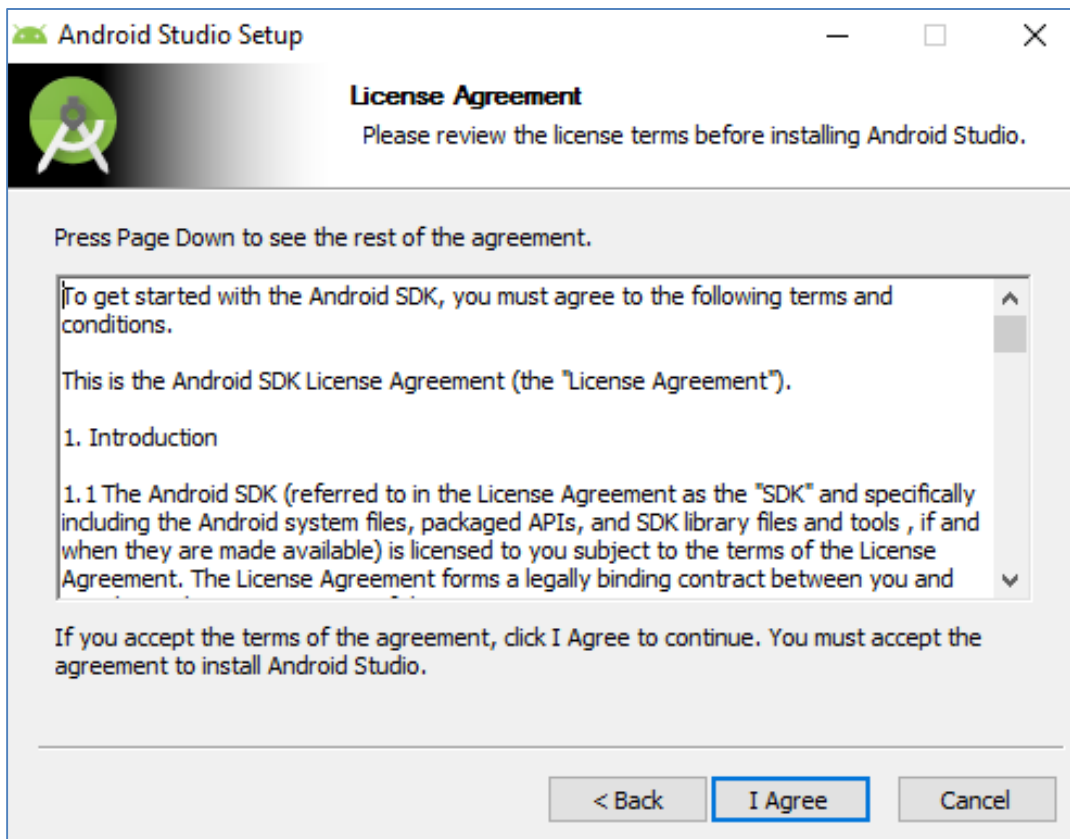 Android Studio Setup
License Agreement
Please review the license terms before installing Android Studio.
Press Page Down to see the rest of the agreement.
To get started with the Android SDK, you must agree to the following terms and
conditions.
This is the Android SDK License Agreement (the "License Agreement").
1. Introduction
1.1 The Android SDK (referred to in the License Agreement as the "SDK" and specifically
including the Android system files, packaged APIs, and SDK library files and tools , if and
when they are made available) is licensed to you subject to the terms of the License
Agreement. The License Agreement forms a legally binding contract between you and
If you accept the terms of the agreement, click I Agree to continue. You must accept the
agreement to install Android Studio.
< Back
I Agree
Cancel